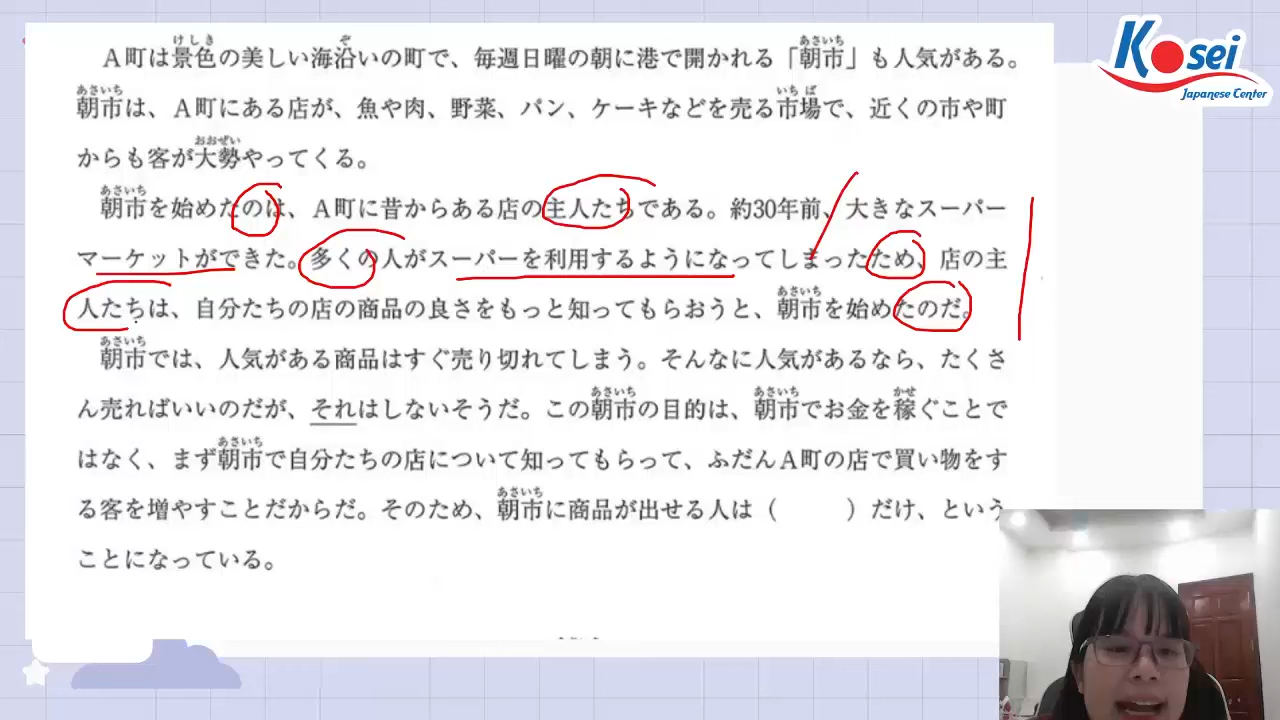 Kosei
Japanese Center
A町は景色の美しい海沿いの町で、毎週日曜の朝に港で開かれる「朝市」も人気がある。
朝市は、A町にある店が、魚や肉、野菜、パン、ケーキなどを売る市場で、近くの市や町
からも客が大勢やってくる。
朝市を始めたのは、A町に昔からある店の主人たちである。約30年前、大きなスーパー
マーケットができた。多くの人がスーパーを利用するようになってしまったため、店の主
人たちは、自分たちの店の商品の良さをもっと知ってもらおうと、朝市を始めたのだ。
朝市では、人気がある商品はすぐ売り切れてしまう。そんなに人気があるなら、たくさ
ん売ればいいのだが、それはしないそうだ。この朝市の目的は、朝市でお金を稼ぐことで
はなく、まず朝市で自分たちの店について知ってもらって、ふだんA町の店で買い物をす
る客を増やすことだからだ。そのため、朝市に商品が出せる人は（　　　）だけ、という
ことになっている。